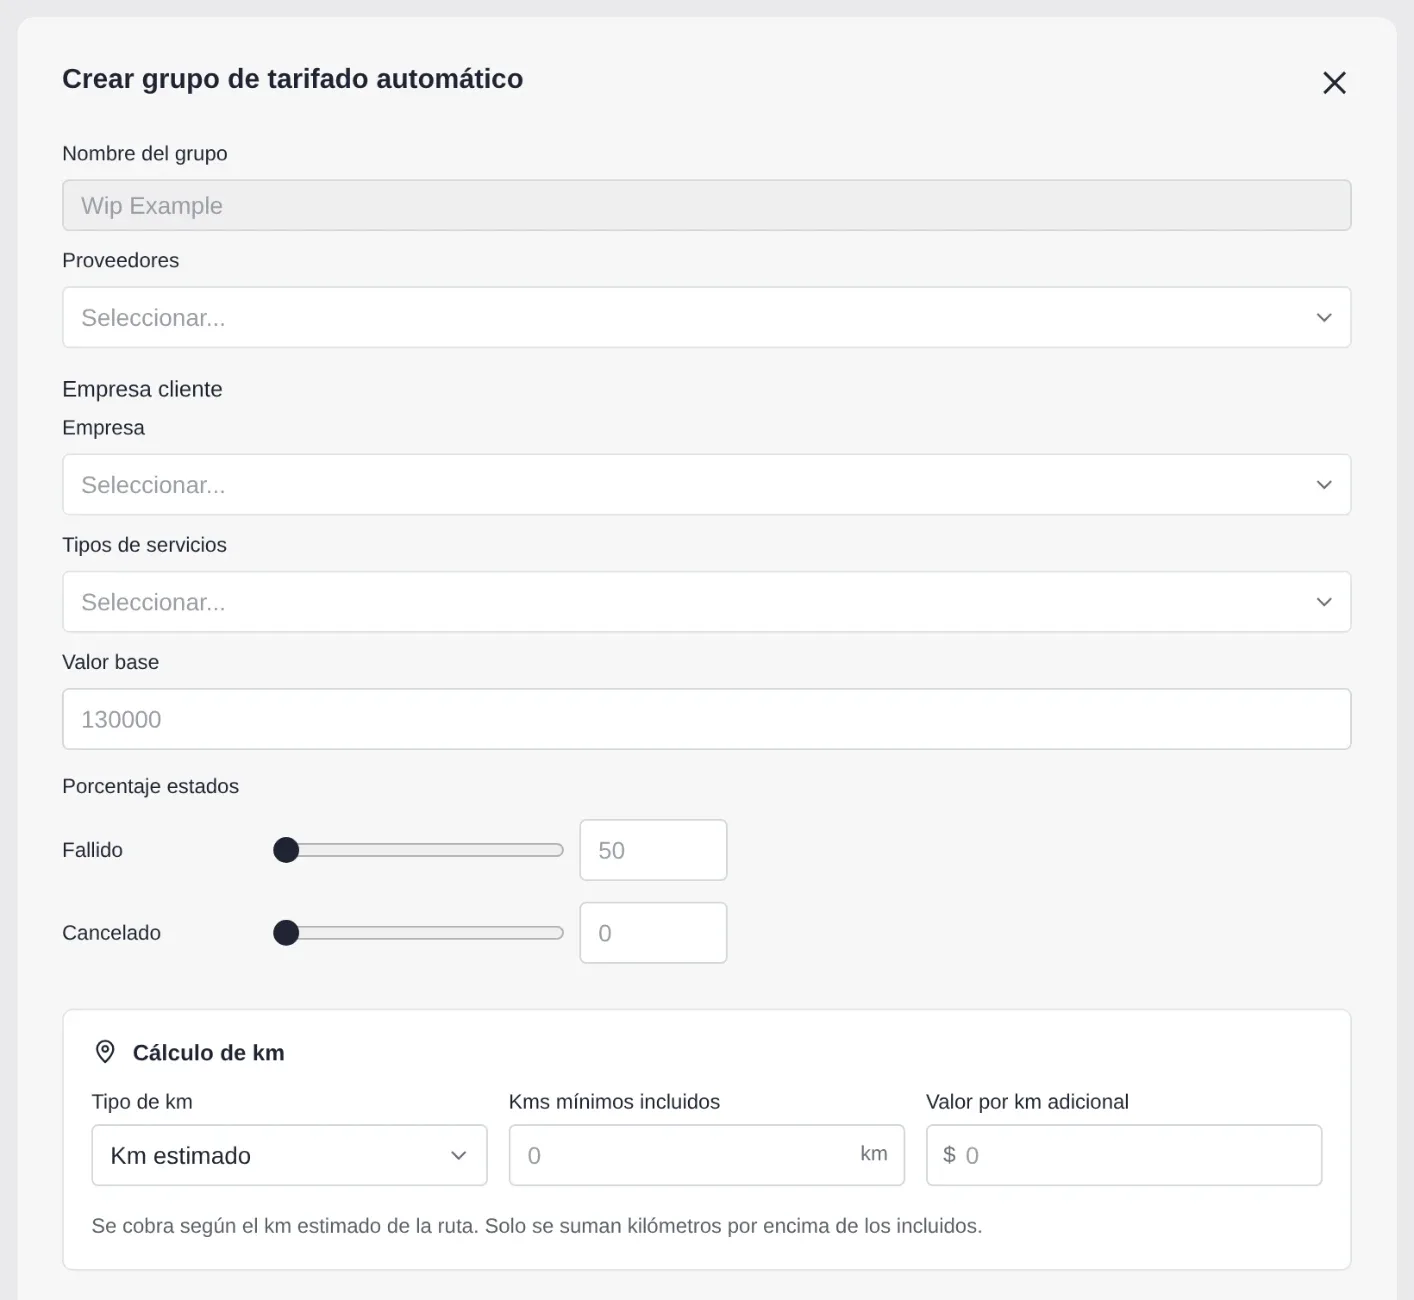 Crear grupo de tarifado automático
Nombre del grupo
Wip Example
Proveedores
Seleccionar...
Empresa cliente
Empresa
Seleccionar...
Tipos de servicios
Seleccionar...
Valor base
130000
Porcentaje estados
Fallido
50
Cancelado
0
Cálculo de km
Tipo de km
Kms mínimos incluidos
Valor por km adicional
Km estimado
0 km
$ 0
Se cobra según el km estimado de la ruta. Solo se suman kilómetros por encima de los incluidos.